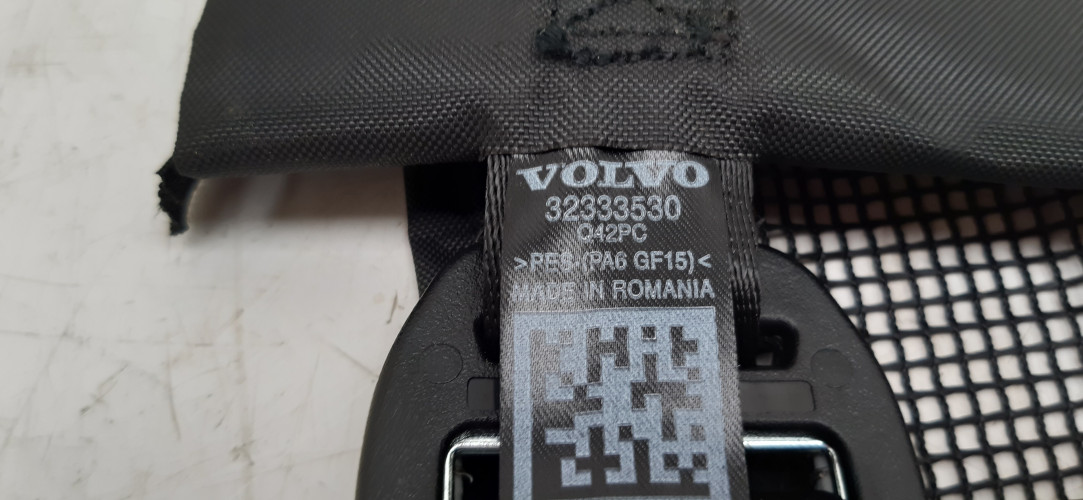 VOLVO
32333530
Q42PC
>PES-(PA6 GF15)<
MADE IN ROMANIA